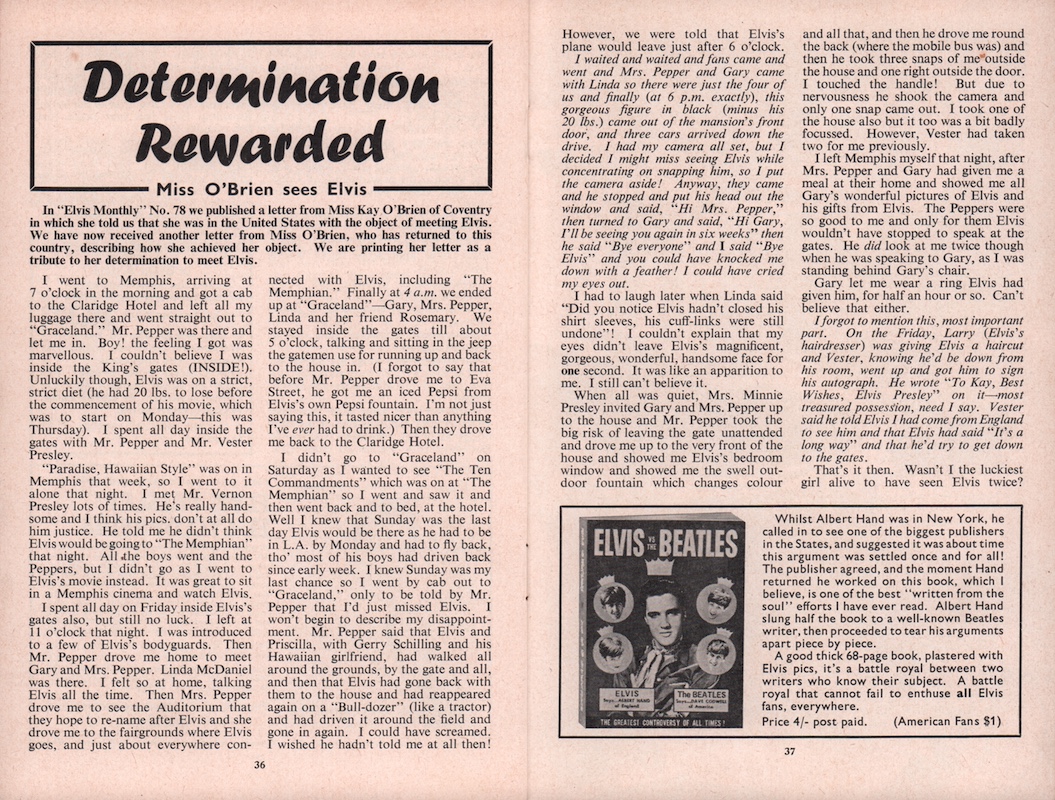 Determination
Rewarded
Miss O'Brien sees Elvis
In "Elvis Monthly" No. 78 we published a letter from Miss Kay O'Brien of Coventry
in which she told us that she was in the United States with the object of meeting Elvis.
We have now received another letter from Miss O'Brien, who has returned to this
country, describing how she achieved her object. We are printing her letter as a
tribute to her determination to meet Elvis.
I went to Memphis, arriving at
7 o'clock in the morning and got a cab
to the Claridge Hotel and left all my
luggage there and went straight out to
"Graceland." Mr. Pepper was there and
let me in. Boy! the feeling I got was
marvellous. I couldn't believe I was
inside the King's gates (INSIDE!).
Unluckily though, Elvis was on a strict,
strict diet (he had 20 lbs. to lose before
the commencement of his movie, which
was to start on Monday—this was
Thursday). I spent all day inside the
gates with Mr. Pepper and Mr. Vester
Presley.
"Paradise, Hawaiian Style" was on in
Memphis that week, so I went to it
alone that night. I met Mr. Vernon
Presley lots of times. He's really hand-
some and I think his pics. don't at all do
him justice. He told me he didn't think
Elvis would be going to "The Memphian"
that night. All the boys went and the
Peppers, but I didn't go as I went to
Elvis's movie instead. It was great to sit
in a Memphis cinema and watch Elvis.
I spent all day on Friday inside Elvis's
gates also, but still no luck. I left at
11 o'clock that night. I was introduced
to a few of Elvis's bodyguards. Then
Mr. Pepper drove me home to meet
Gary and Mrs. Pepper. Linda McDaniel
was there. I felt so at home, talking
Elvis all the time. Then Mrs. Pepper
drove me to see the Auditorium that
they hope to re-name after Elvis and she
drove me to the fairgrounds where Elvis
goes, and just about everywhere con-
nected with Elvis, including "The
Memphian." Finally at 4 a.m. we ended
up at "Graceland"—Gary, Mrs. Pepper,
Linda and her friend Rosemary. We
stayed inside the gates till about
5 o'clock, talking and sitting in the jeep
the gatemen use for running up and back
to the house in. (I forgot to say that
before Mr. Pepper drove me to Eva
Street, he got me an iced Pepsi from
Elvis's own Pepsi fountain. I'm not just
saying this, it tasted nicer than anything
I've ever had to drink.) Then they drove
me back to the Claridge Hotel.
I didn't go to "Graceland" on
Saturday as I wanted to see "The Ten
Commandments" which was on at "The
Memphian" so I went and saw it and
then went back and to bed, at the hotel.
Well I knew that Sunday was the last
day Elvis would be there as he had to be
in L.A. by Monday and had to fly back,
tho' most of his boys had driven back
since early week. I knew Sunday was my
last chance so I went by cab out to
"Graceland," only to be told by Mr.
Pepper that I'd just missed Elvis. I
won't begin to describe my disappoint-
ment. Mr. Pepper said that Elvis and
Priscilla, with Gerry Schilling and his
Hawaiian girlfriend, had walked all
around the grounds, by the gate and all,
and then that Elvis had gone back with
them to the house and had reappeared
again on a "Bull-dozer" (like a tractor)
and had driven it around the field and
gone in again. I could have screamed.
I wished he hadn't told me at all then!
36
However, we were told that Elvis's
plane would leave just after 6 o'clock.
I waited and waited and fans came and
went and Mrs. Pepper and Gary came
with Linda so there were just the four of
us and finally (at 6 p.m. exactly), this
gorgeous figure in black (minus his
20 lbs.) came out of the mansion's front
door, and three cars arrived down the
drive. I had my camera all set, but I
decided I might miss seeing Elvis while
concentrating on snapping him, so I put
the camera aside! Anyway, they came
and he stopped and put his head out the
window and said, "Hi Mrs. Pepper,"
then turned to Gary and said, "Hi Gary,
I'll be seeing you again in six weeks" then
he said "Bye everyone" and I said "Bye
Elvis" and you could have knocked me
down with a feather! I could have cried
my eyes out.
I had to laugh later when Linda said
"Did you notice Elvis hadn't closed his
shirt sleeves, his cuff-links were still
undone"! I couldn't explain that my
eyes didn't leave Elvis's magnificent,
gorgeous, wonderful, handsome face for
one second. It was like an apparition to
me. I still can't believe it.
When all was quiet, Mrs. Minnie
Presley invited Gary and Mrs. Pepper up
to the house and Mr. Pepper took the
big risk of leaving the gate unattended
and drove me up to the very front of the
house and showed me Elvis's bedroom
window and showed me the swell out-
door fountain which changes colour
and all that, and then he drove me round
the back (where the mobile bus was) and
then he took three snaps of me outside
the house and one right outside the door.
I touched the handle! But due to
nervousness he shook the camera and
only one snap came out. I took one of
the house also but it too was a bit badly
focussed. However, Vester had taken
two for me previously.
I left Memphis myself that night, after
Mrs. Pepper and Gary had given me a
meal at their home and showed me all
Gary's wonderful pictures of Elvis and
his gifts from Elvis. The Peppers were
so good to me and only for them Elvis
wouldn't have stopped to speak at the
gates. He did look at me twice though
when he was speaking to Gary, as I was
standing behind Gary's chair.
Gary let me wear a ring Elvis had
given him, for half an hour or so. Can't
believe that either.
I forgot to mention this, most important
part. On the Friday, Larry (Elvis's
hairdresser) was giving Elvis a haircut
and Vester, knowing he'd be down from
his room, went up and got him to sign
his autograph. He wrote "To Kay, Best
Wishes, Elvis Presley" on it—most
treasured possession, need I say. Vester
said he told Elvis I had come from England
to see him and that Elvis had said "It's a
long way" and that he'd try to get down
to the gates.
That's it then. Wasn't I the luckiest
girl alive to have seen Elvis twice?
ELVIS VS THE BEATLES
ELVIS
Says...ALBERT HAND
of England
The BEATLES
Says...DAVE CODWELL
of America
THE GREATEST CONTROVERSY OF ALL TIMES!
Whilst Albert Hand was in New York, he
called in to see one of the biggest publishers
in the States, and suggested it was about time
this argument was settled once and for all!
The publisher agreed, and the moment Hand
returned he worked on this book, which I
believe, is one of the best "written from the
soul" efforts I have ever read. Albert Hand
slung half the book to a well-known Beatles
writer, then proceeded to tear his arguments
apart piece by piece.
A good thick 68-page book, plastered with
Elvis pics, it's a battle royal between two
writers who know their subject. A battle
royal that cannot fail to enthuse all Elvis
fans, everywhere.
Price 4/- post paid. (American Fans $1)
37